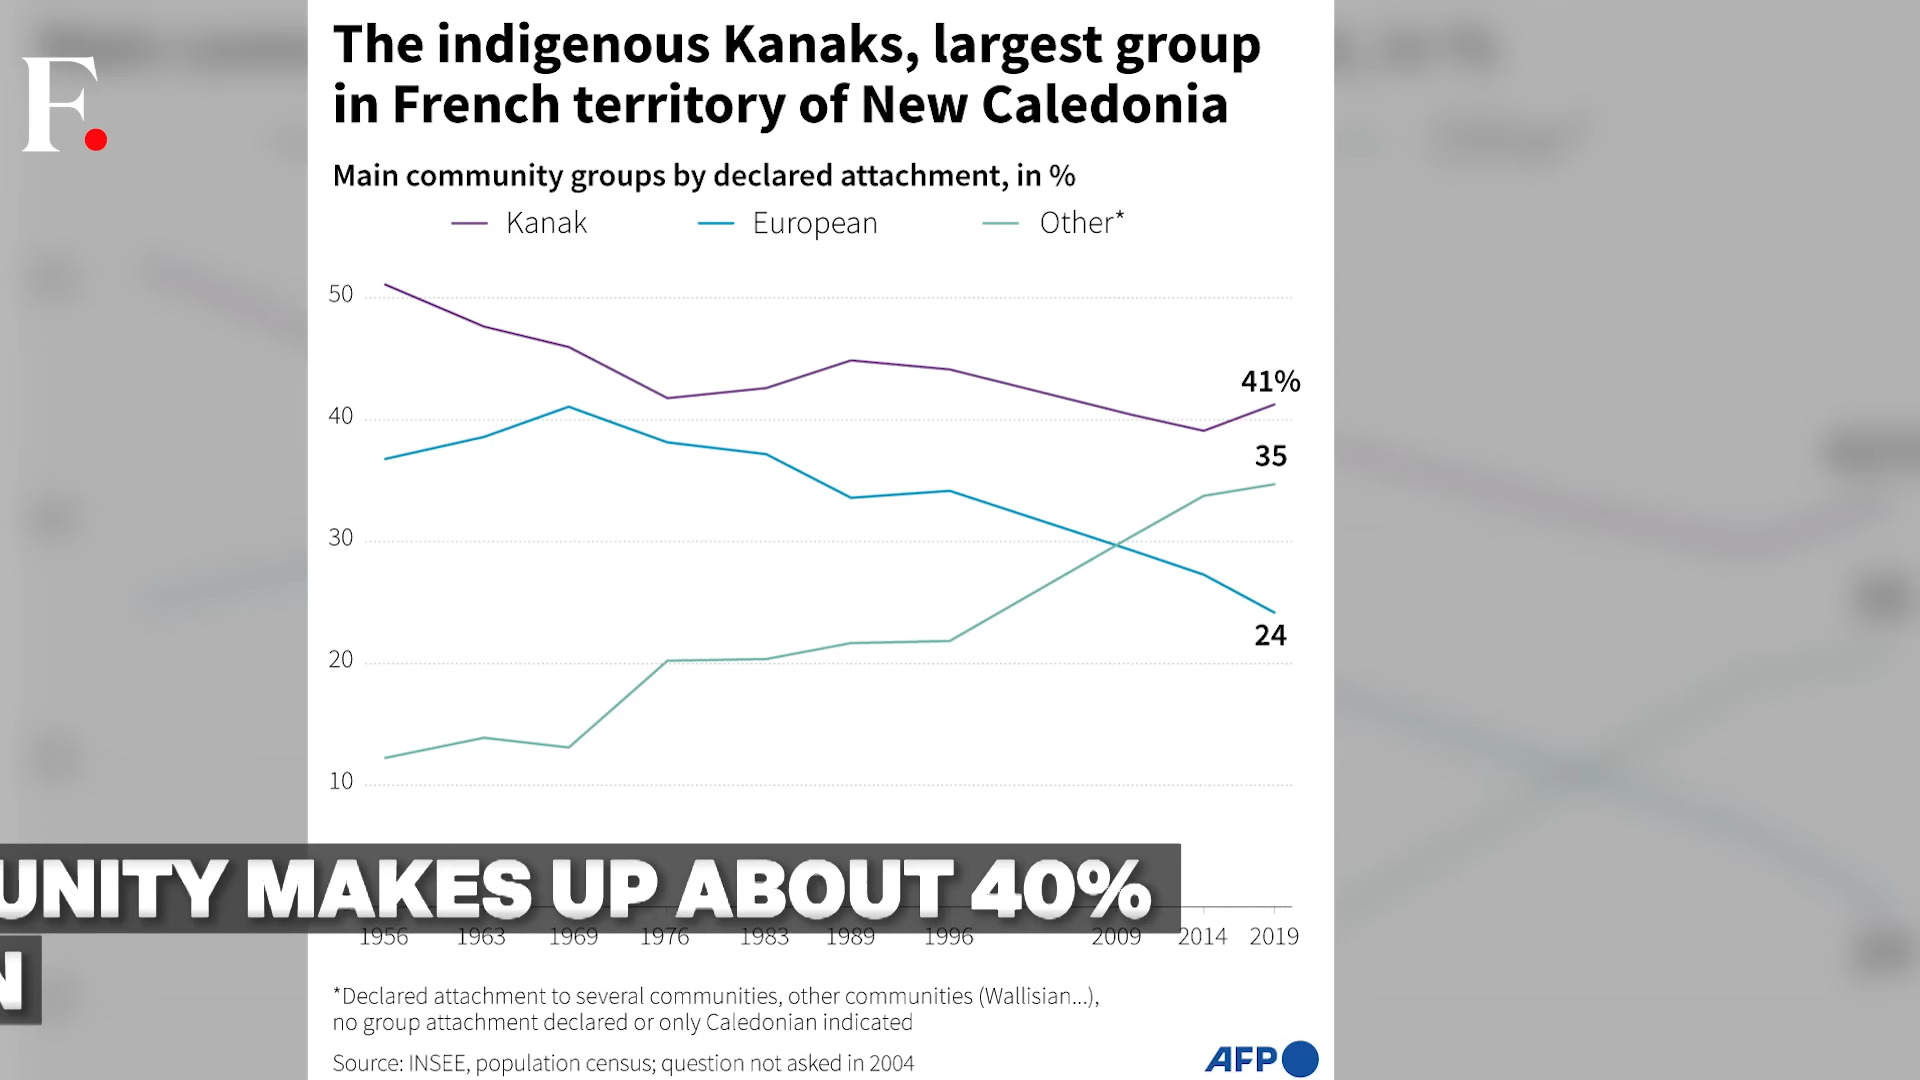 F.
The indigenous Kanaks, largest group
in French territory of New Caledonia
Main community groups by declared attachment, in %
Kanak European Other*
50
41%
40
35
30
24
20
10
UNITY MAKES UP ABOUT 40%
N
1956 1963 1969 1976 1983 1989 1996 2009 2014 2019
*Declared attachment to several communities, other communities (Wallisian...),
no group attachment declared or only Caledonian indicated
Source: INSEE, population census; question not asked in 2004
AFP